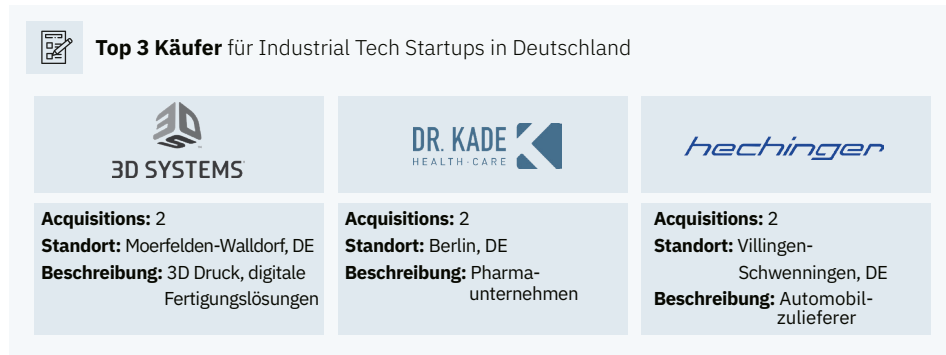 Top 3 Käufer für Industrial Tech Startups in Deutschland
3D SYSTEMS
DR. KADE
HEALTH·CARE
hechinger
Acquisitions: 2
Standort: Moerfelden-Walldorf, DE
Beschreibung: 3D Druck, digitale
Fertigungslösungen
Acquisitions: 2
Standort: Berlin, DE
Beschreibung: Pharma-
unternehmen
Acquisitions: 2
Standort: Villingen-
Schwenningen, DE
Beschreibung: Automobil-
zulieferer